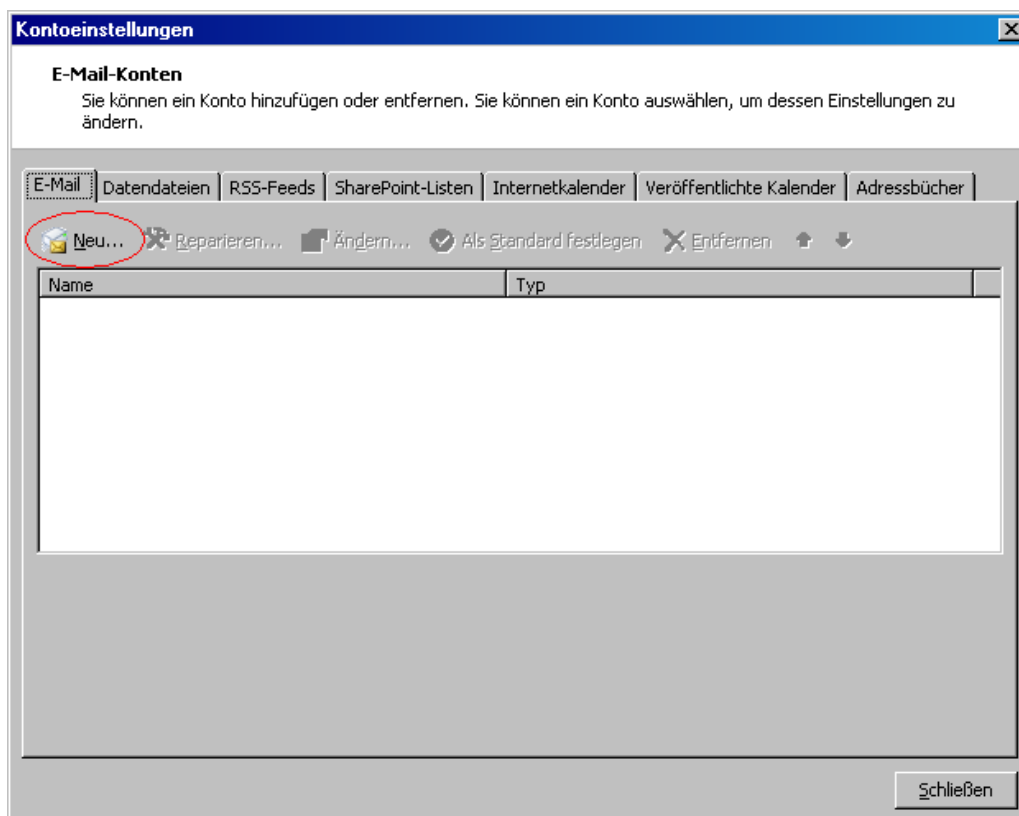 Kontoeinstellungen
E-Mail-Konten
Sie können ein Konto hinzufügen oder entfernen. Sie können ein Konto auswählen, um dessen Einstellungen zu
ändern.
E-Mail Datendateien RSS-Feeds SharePoint-Listen Internetkalender Veröffentlichte Kalender Adressbücher
Neu... Reparieren... Ändern... Als Standard festlegen Entfernen
Name Typ
Schließen